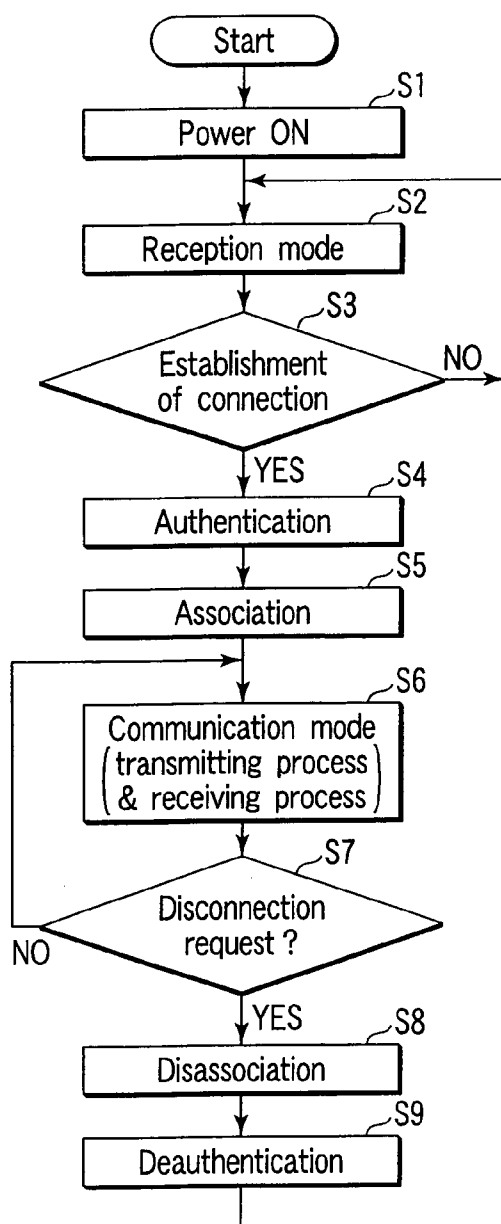 Start
S1
Power ON
S2
Reception mode
S3
Establishment
of connection
NO
YES
S4
Authentication
S5
Association
S6
Communication mode
(transmitting process
& receiving process)
S7
Disconnection
request?
NO
YES
S8
Disassociation
S9
Deauthentication